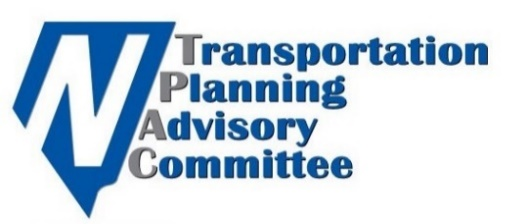 N
Transportation
Planning
Advisory
Committee